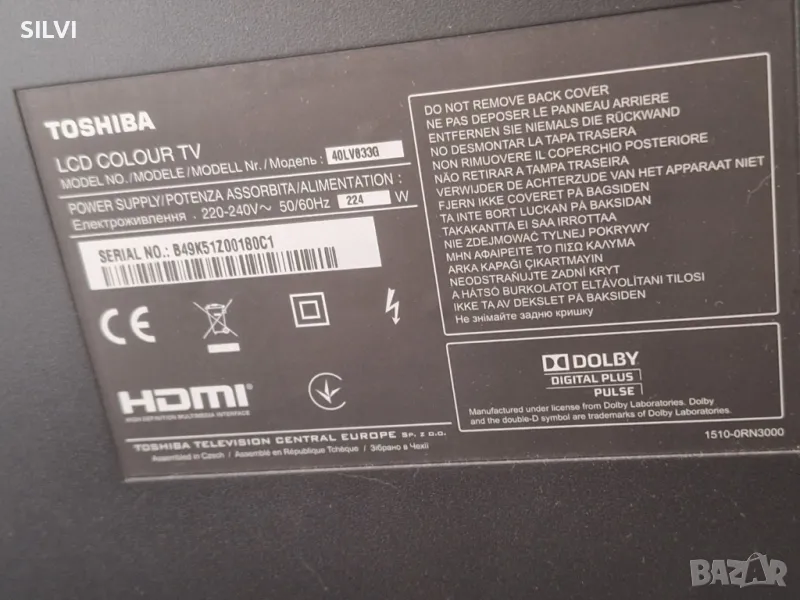 SILVI
TOSHIBA
LCD COLOUR TV
MODEL NO./MODELE/MODELL Nr./Модель : 40LV833G
POWER SUPPLY/POTENZA ASSORBITA/ALIMENTATION :
Електроживлення . 220-240V~ 50/60Hz 224 W
SERIAL NO.: B49K51Z00180C1
CE
HDMI
HIGH DEFINITION MULTIMEDIA INTERFACE
TOSHIBA TELEVISION CENTRAL EUROPE SP. Z O.O.
Assembled in Czech / Assemblé en République Tchèque / Зібрано в Чехії
DO NOT REMOVE BACK COVER
NE PAS DEPOSER LE PANNEAU ARRIERE
ENTFERNEN SIE NIEMALS DIE RÜCKWAND
NO DESMONTAR LA TAPA TRASERA
NON RIMUOVERE IL COPERCHIO POSTERIORE
NÃO RETIRAR A TAMPA TRASEIRA
VERWIJDER DE ACHTERZUDE VAN HET APPARAAT NIET
FJERN IKKE COVERET PÅ BAGSIDEN
TA INTE BORT LUCKAN PÅ BAKSIDAN
TAKAKANTTA EI SAA IRROTTAA
NIE ZDEJMOWAĆ TYLNEJ POKRYWY
MHN ΑΦΑΙΡΕΙΤΕ ΤΟ ΠΙΣΩ ΚΑΛΥΜΑ
ARKA KAPAĞI ÇIKARTMAYIN
NEODSTRAŇUJTE ZADNÍ KRYT
A HÁTSÓ BURKOLATOT ELTÁVOLÍTANI TILOSI
IKKE TA AV DEKSLET PÅ BAKSIDEN
Не знімайте задню кришку
DOLBY
DIGITAL PLUS
PULSE
Manufactured under license from Dolby Laboratories. Dolby
and the double-D symbol are trademarks of Dolby Laboratories.
1510-0RN3000
BAZAR